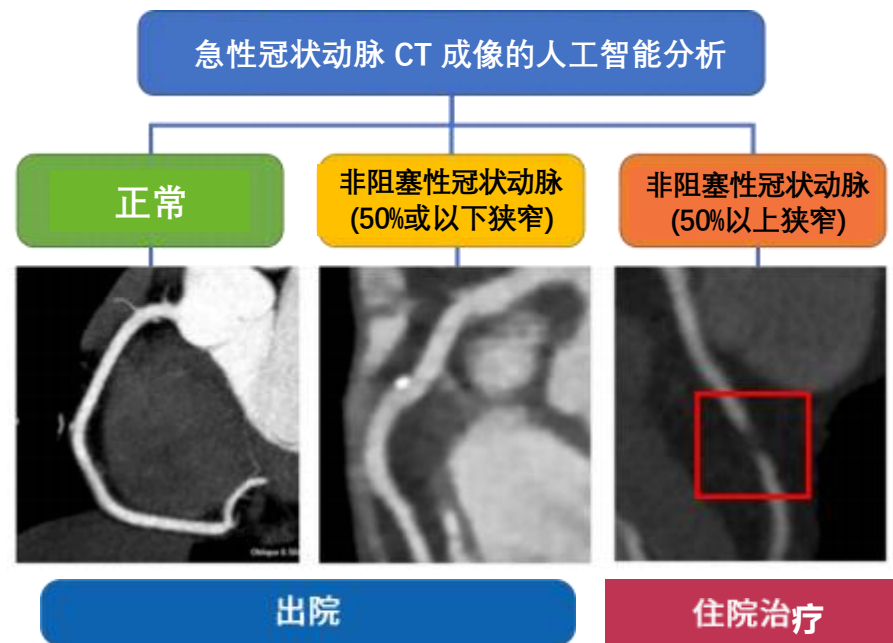 急性冠状动脉 CT 成像的人工智能分析
正常
非阻塞性冠状动脉
(50%或以下狭窄)
非阻塞性冠状动脉
(50%以上狭窄)
Oblique
出院
住院治疗